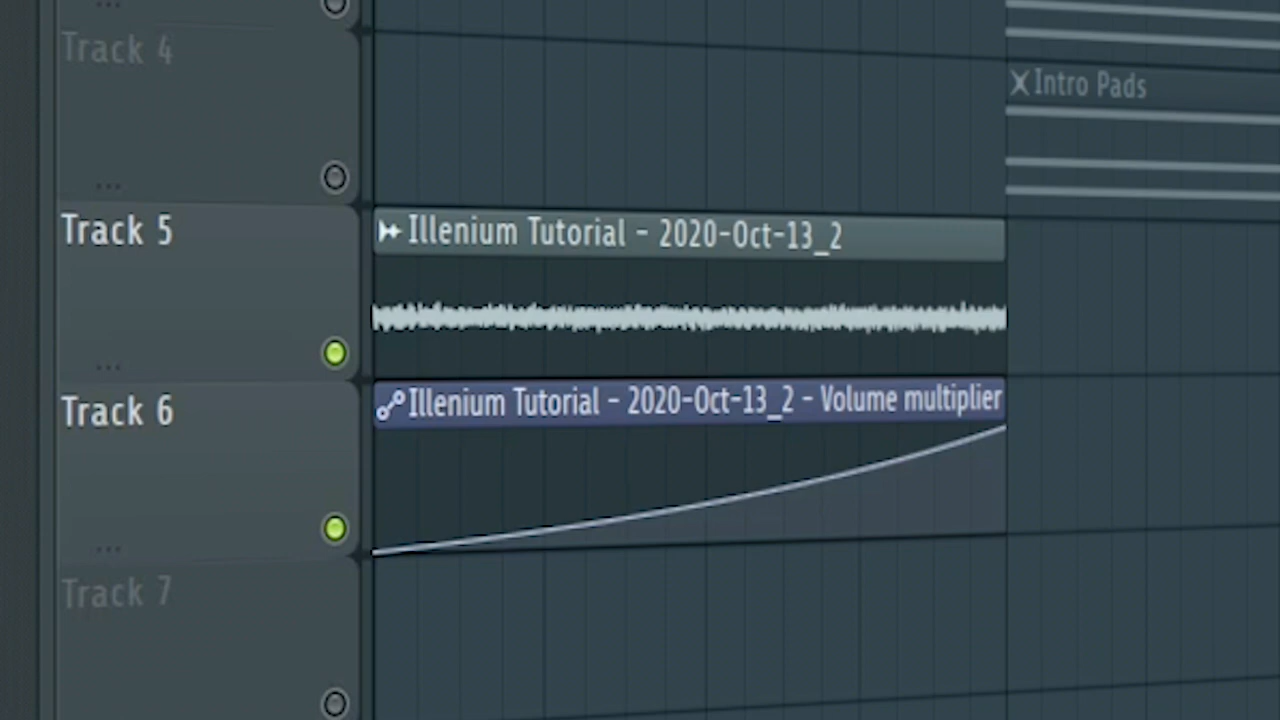 Track 4
Intro Pads
Track 5
Illenium Tutorial - 2020-Oct-13_2
Track 6
Illenium Tutorial - 2020-Oct-13_2 - Volume multiplier
Track 7